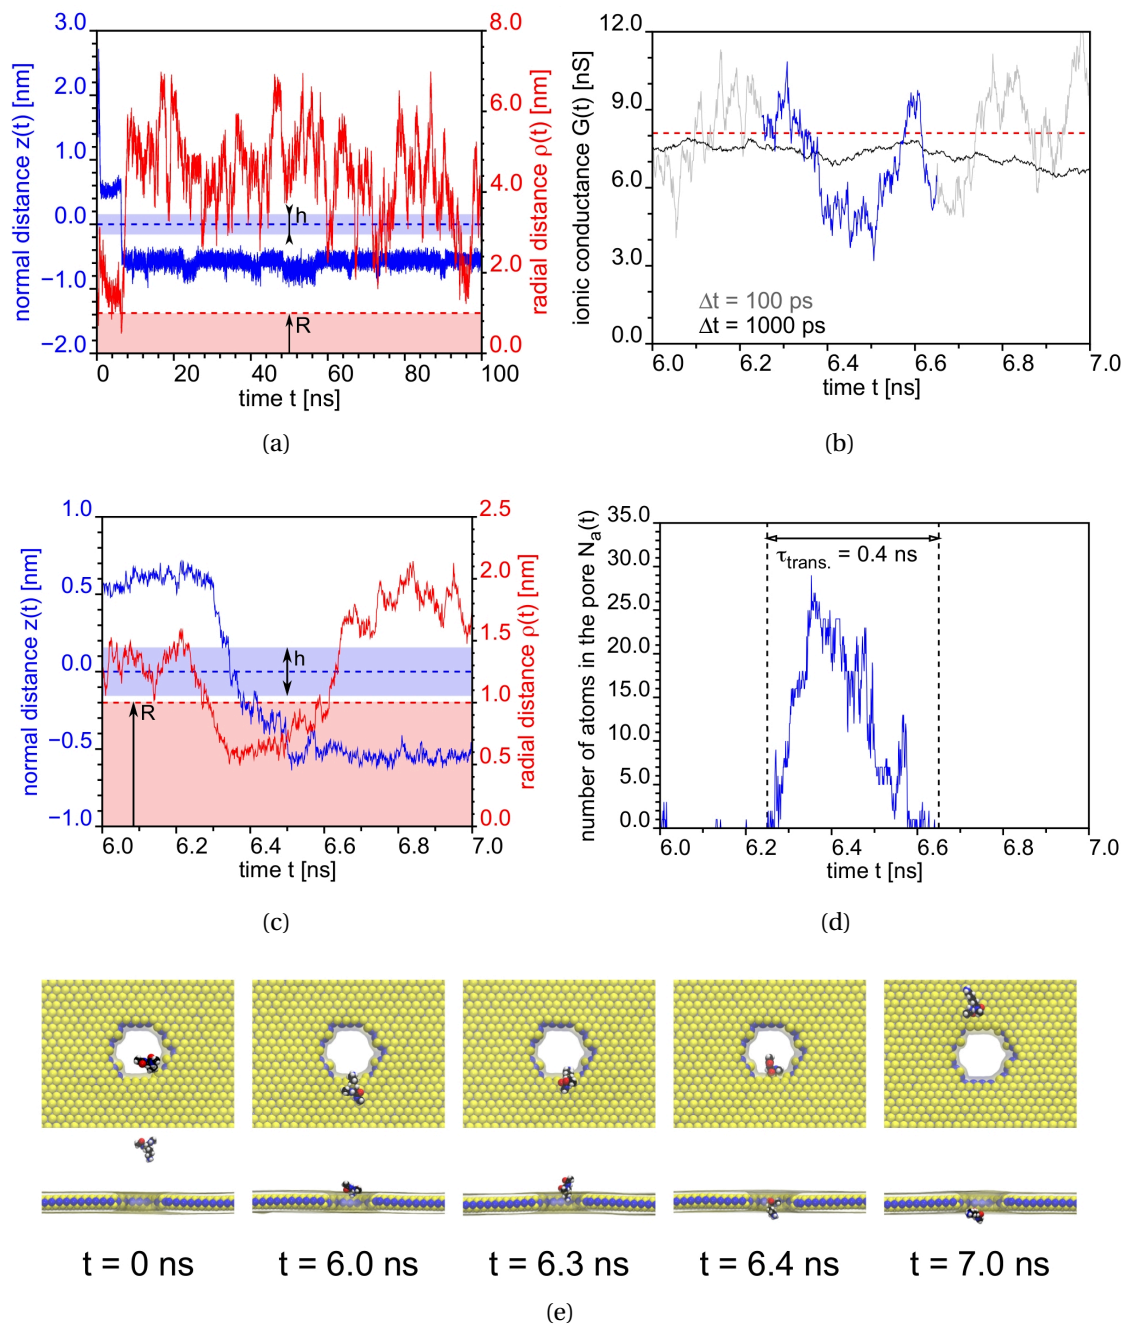 (a)
3.0
2.0
1.0
0.0
−1.0
−2.0
normal distance z(t) [nm]
8.0
6.0
4.0
2.0
0.0
radial distance ρ(t) [nm]
h
R
0 20 40 60 80 100
time t [ns]
(b)
12.0
9.0
6.0
3.0
0.0
ionic conductance G(t) [nS]
Δt = 100 ps
Δt = 1000 ps
6.0 6.2 6.4 6.6 6.8 7.0
time t [ns]
(c)
1.0
0.5
0.0
−0.5
−1.0
normal distance z(t) [nm]
2.5
2.0
1.5
1.0
0.5
0.0
radial distance ρ(t) [nm]
h
R
6.0 6.2 6.4 6.6 6.8 7.0
time t [ns]
(d)
35.0
30.0
25.0
20.0
15.0
10.0
5.0
0.0
number of atoms in the pore Na(t)
τtrans. = 0.4 ns
6.0 6.2 6.4 6.6 6.8 7.0
time t [ns]
t = 0 ns t = 6.0 ns t = 6.3 ns t = 6.4 ns t = 7.0 ns
(e)